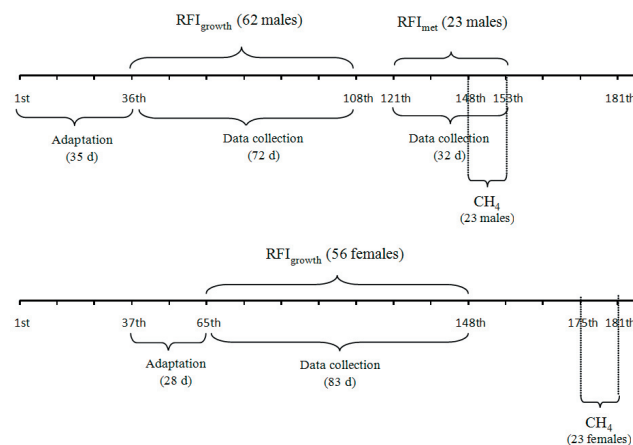 RFIgrowth (62 males) RFImet (23 males)
1st 36th 108th 121th 148th 153th 181th
Adaptation Data collection Data collection
(35 d) (72 d) (32 d)
CH4
(23 males)
RFIgrowth (56 females)
1st 37th 65th 148th 175th 181th
Adaptation Data collection
(28 d) (83 d)
CH4
(23 females)